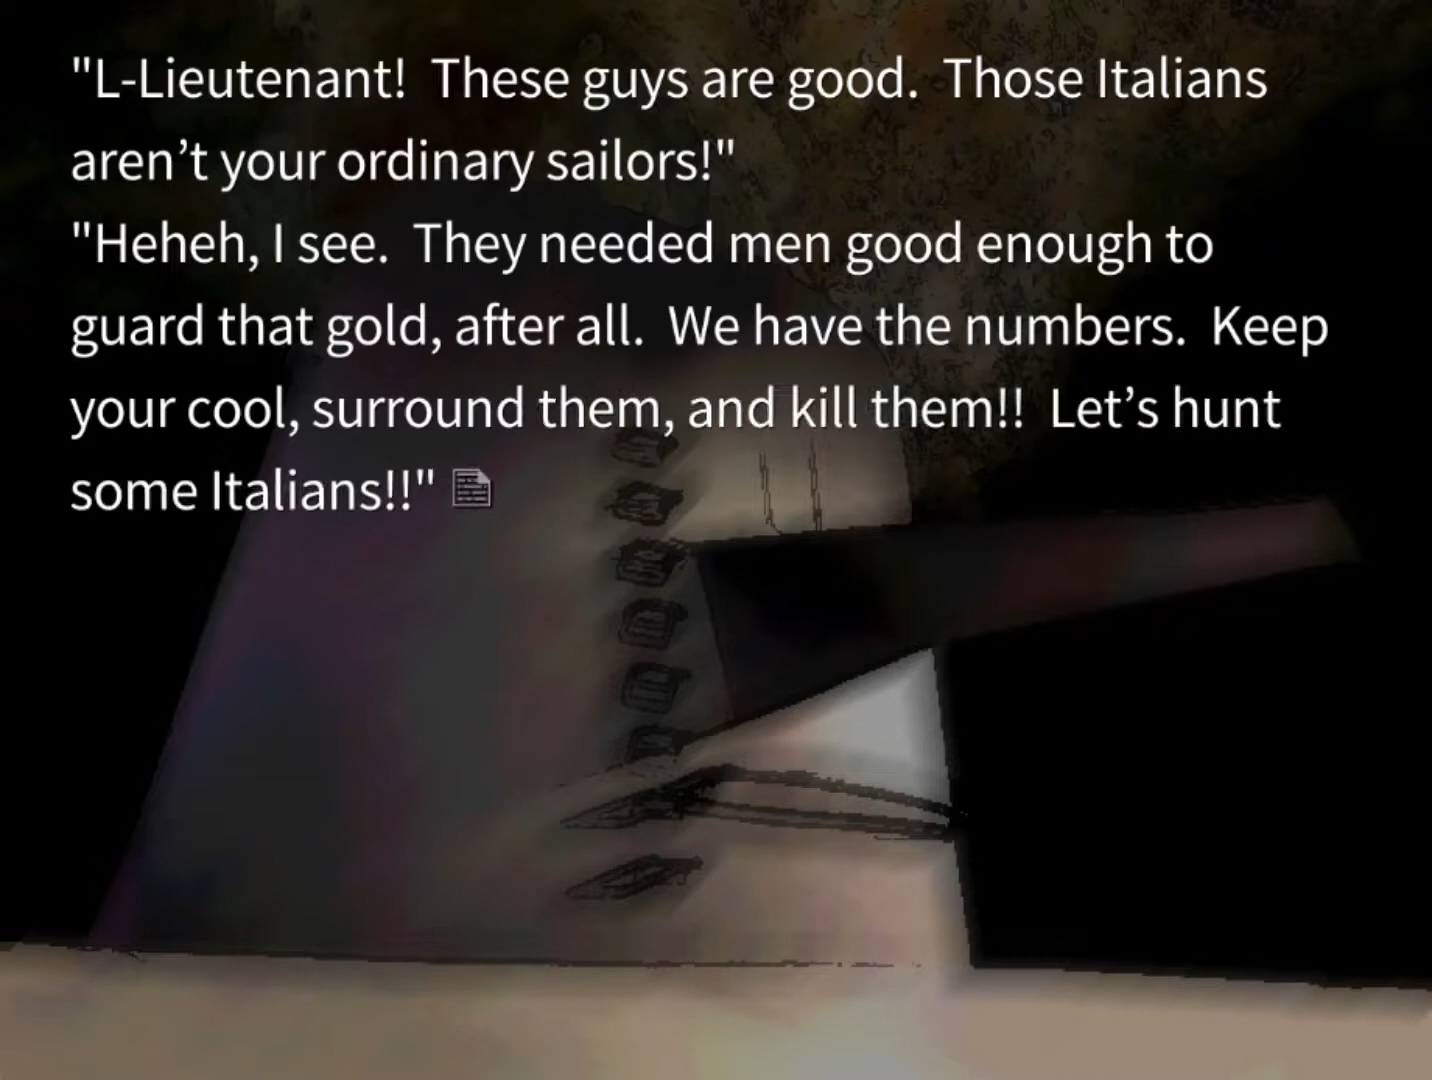 "L-Lieutenant!  These guys are good.  Those Italians
aren’t your ordinary sailors!"
"Heheh, I see.  They needed men good enough to
guard that gold, after all.  We have the numbers.  Keep
your cool, surround them, and kill them!!  Let’s hunt
some Italians!!"